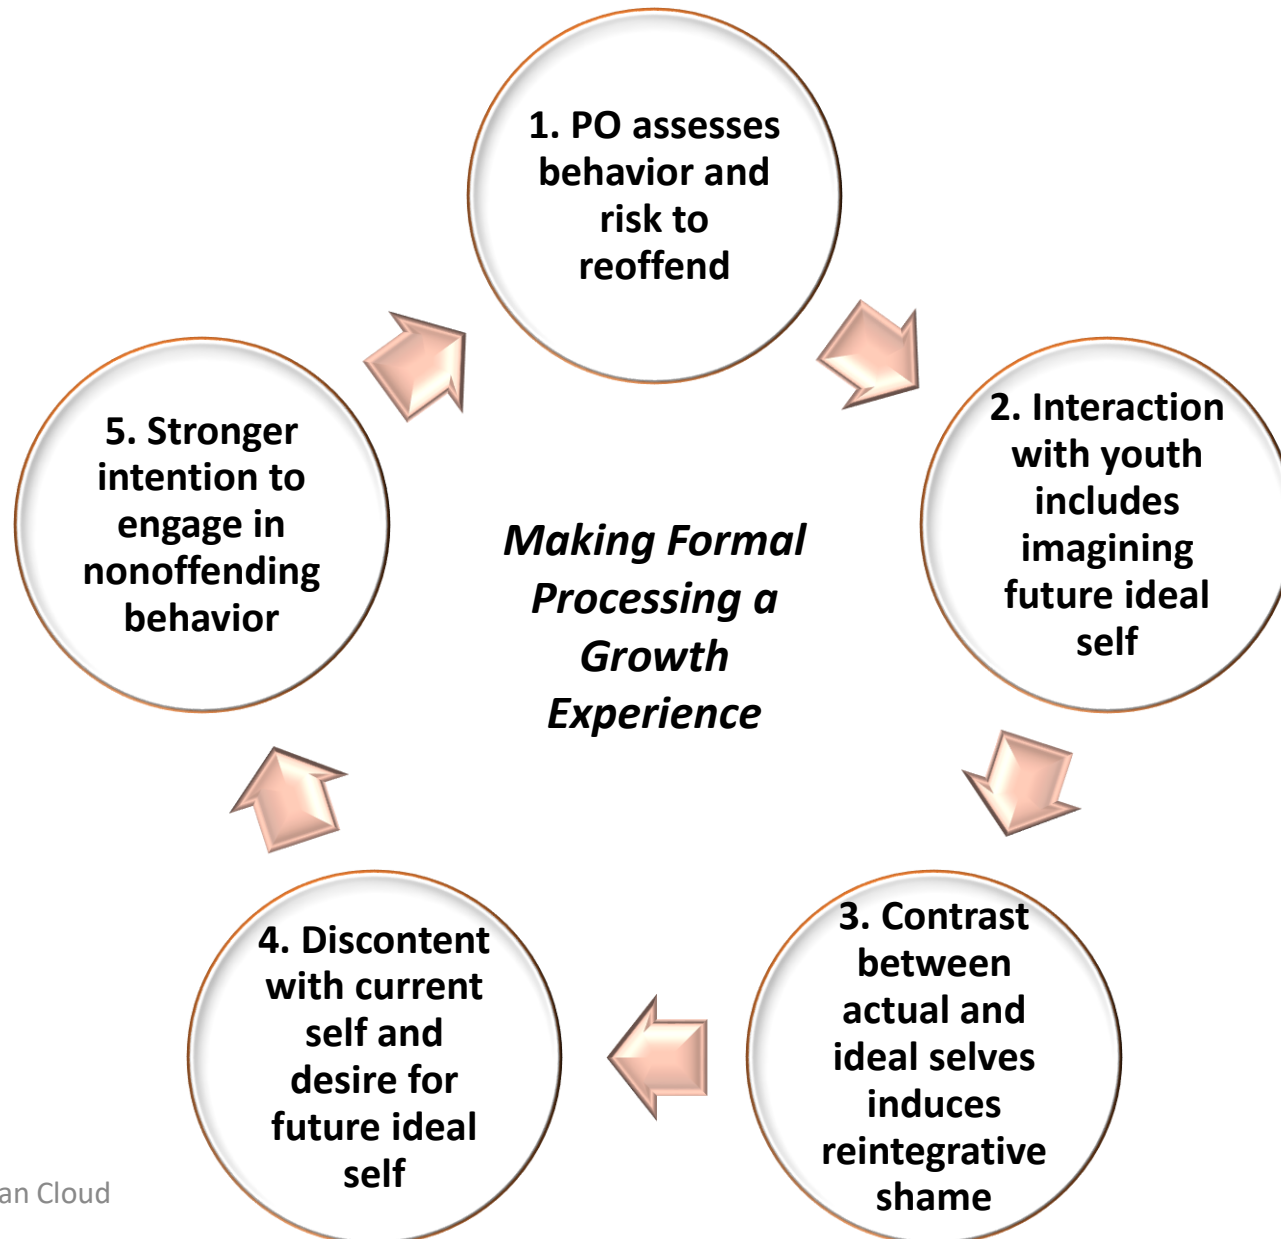 1. PO assesses
behavior and
risk to
reoffend
2. Interaction
with youth
includes
imagining
future ideal
self
3. Contrast
between
actual and
ideal selves
induces
reintegrative
shame
4. Discontent
with current
self and
desire for
future ideal
self
5. Stronger
intention to
engage in
nonoffending
behavior
Making Formal
Processing a
Growth
Experience
an Cloud